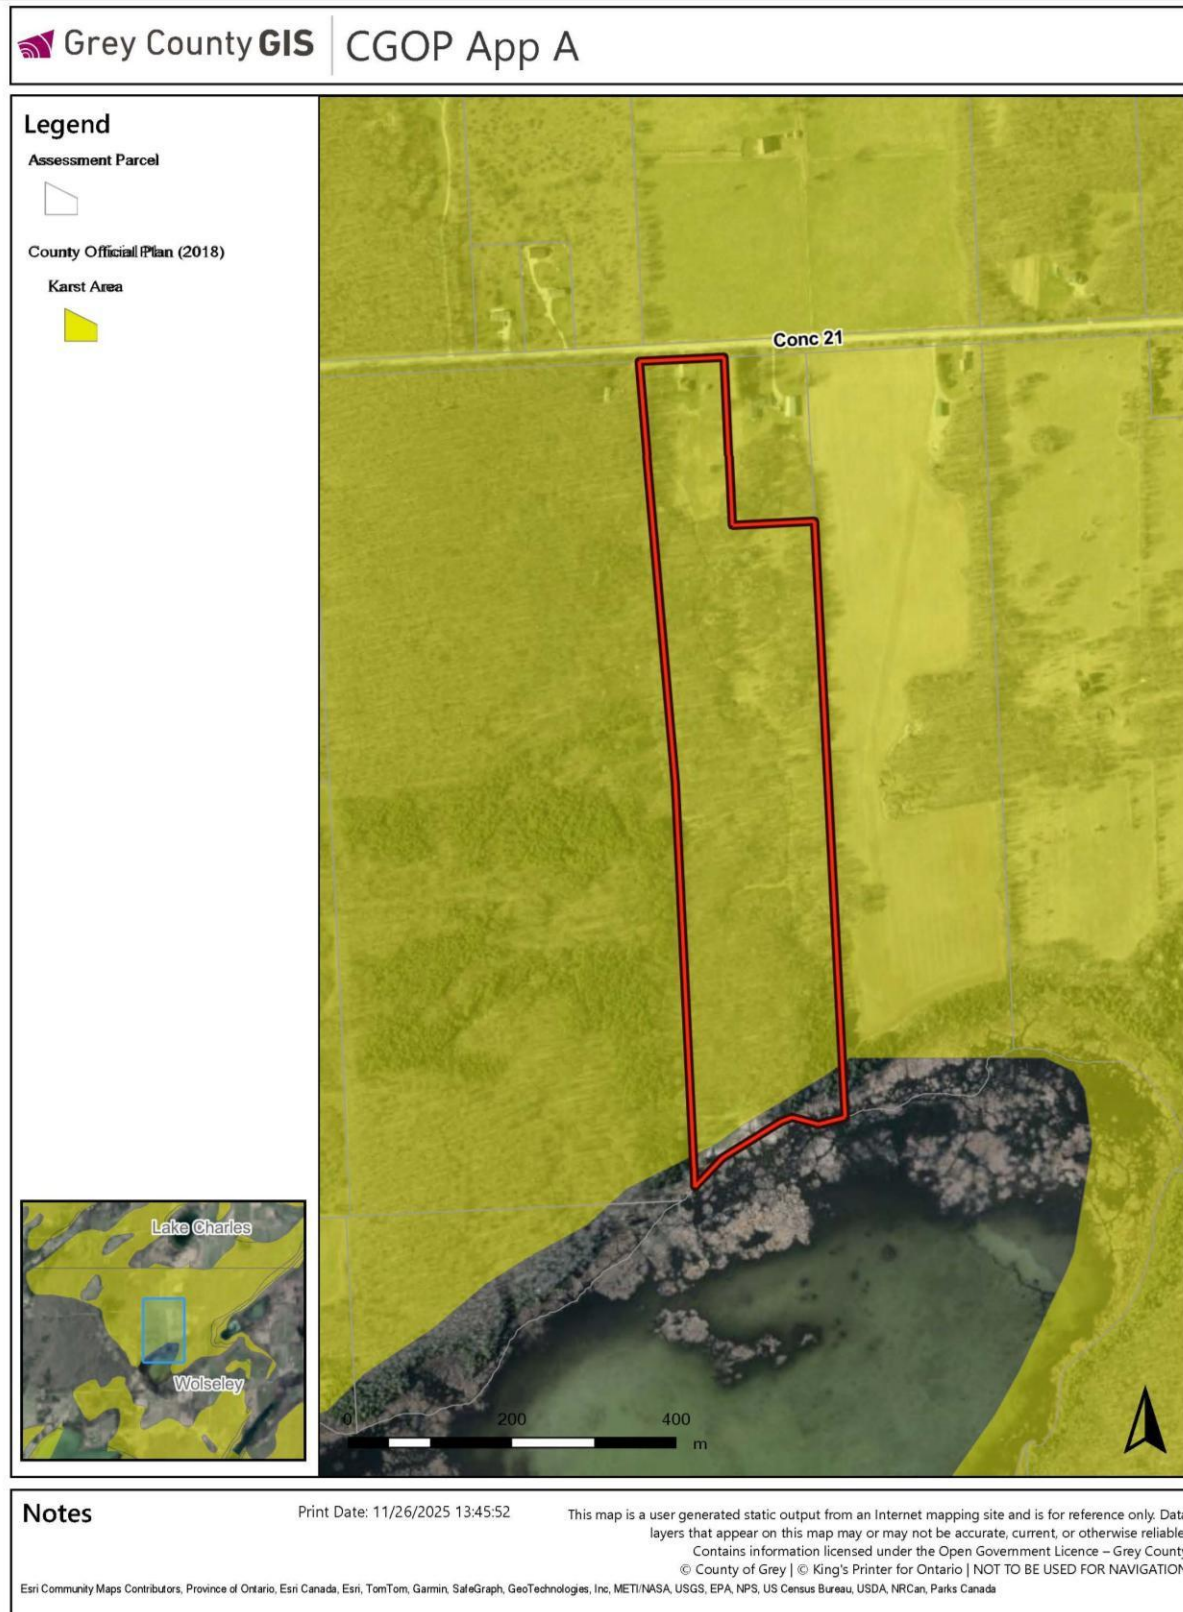 Grey County GIS
CGOP App A
Legend
Assessment Parcel
County Official Plan (2018)
Karst Area
Conc 21
Lake Charles
Wolseley
0 200 400
m
Notes
Print Date: 11/26/2025 13:45:52
This map is a user generated static output from an Internet mapping site and is for reference only. Data
layers that appear on this map may or may not be accurate, current, or otherwise reliable
Contains information licensed under the Open Government Licence – Grey County
© County of Grey | © King's Printer for Ontario | NOT TO BE USED FOR NAVIGATION
Esri Community Maps Contributors, Province of Ontario, Esri Canada, Esri, TomTom, Garmin, SafeGraph, GeoTechnologies, Inc, METI/NASA, USGS, EPA, NPS, US Census Bureau, USDA, NRCan, Parks Canada